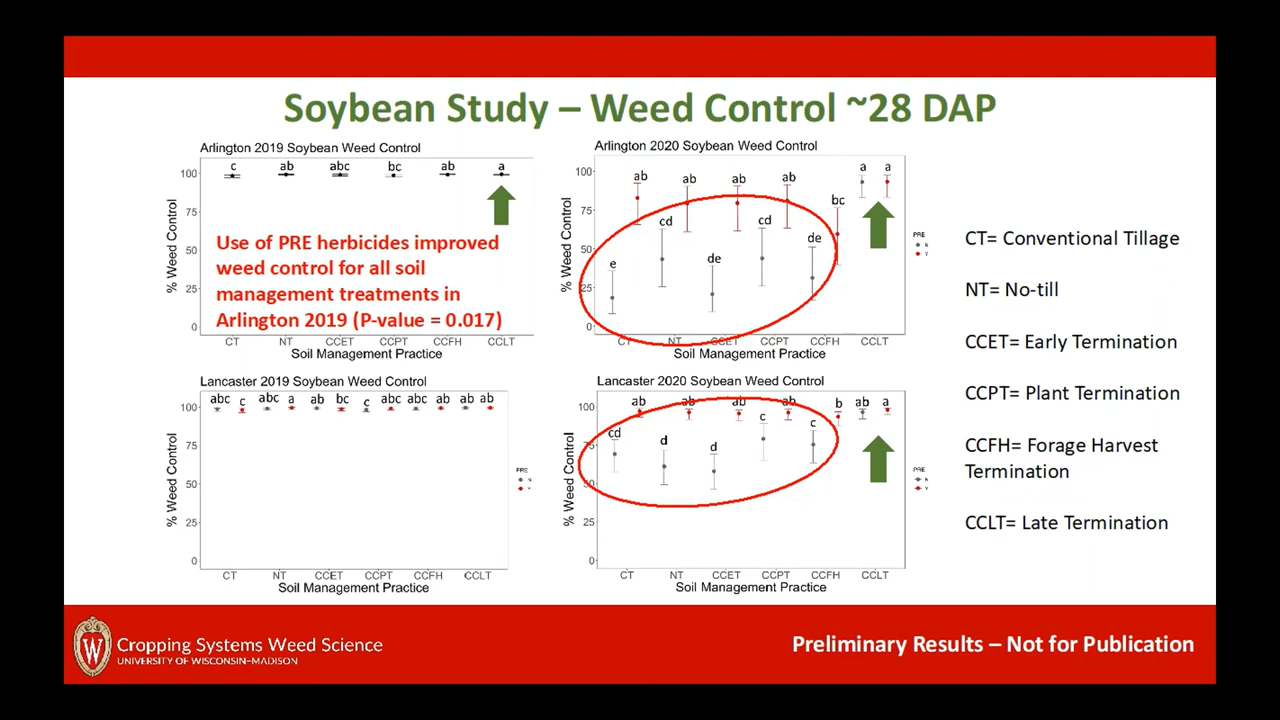 Soybean Study – Weed Control ~28 DAP
Arlington 2019 Soybean Weed Control
% Weed Control
100
75
50
25
0
c ab abc bc ab a
Use of PRE herbicides improved
weed control for all soil
management treatments in
Arlington 2019 (P-value = 0.017)
CT NT CCET CCPT CCFH CCLT
Soil Management Practice
Arlington 2020 Soybean Weed Control
% Weed Control
100
75
50
25
0
e ab cd ab de ab cd ab de bc a a
CT NT CCET CCPT CCFH CCLT
Soil Management Practice
PRE
N
Y
Lancaster 2019 Soybean Weed Control
% Weed Control
100
75
50
25
0
abc c abc a ab bc c abc abc ab ab ab
CT NT CCET CCPT CCFH CCLT
Soil Management Practice
PRE
N
Y
Lancaster 2020 Soybean Weed Control
% Weed Control
100
75
50
25
0
cd ab d ab d ab c ab c b ab a
CT NT CCET CCPT CCFH CCLT
Soil Management Practice
PRE
N
Y
CT= Conventional Tillage
NT= No-till
CCET= Early Termination
CCPT= Plant Termination
CCFH= Forage Harvest
Termination
CCLT= Late Termination
W
Cropping Systems Weed Science
UNIVERSITY OF WISCONSIN–MADISON
Preliminary Results – Not for Publication